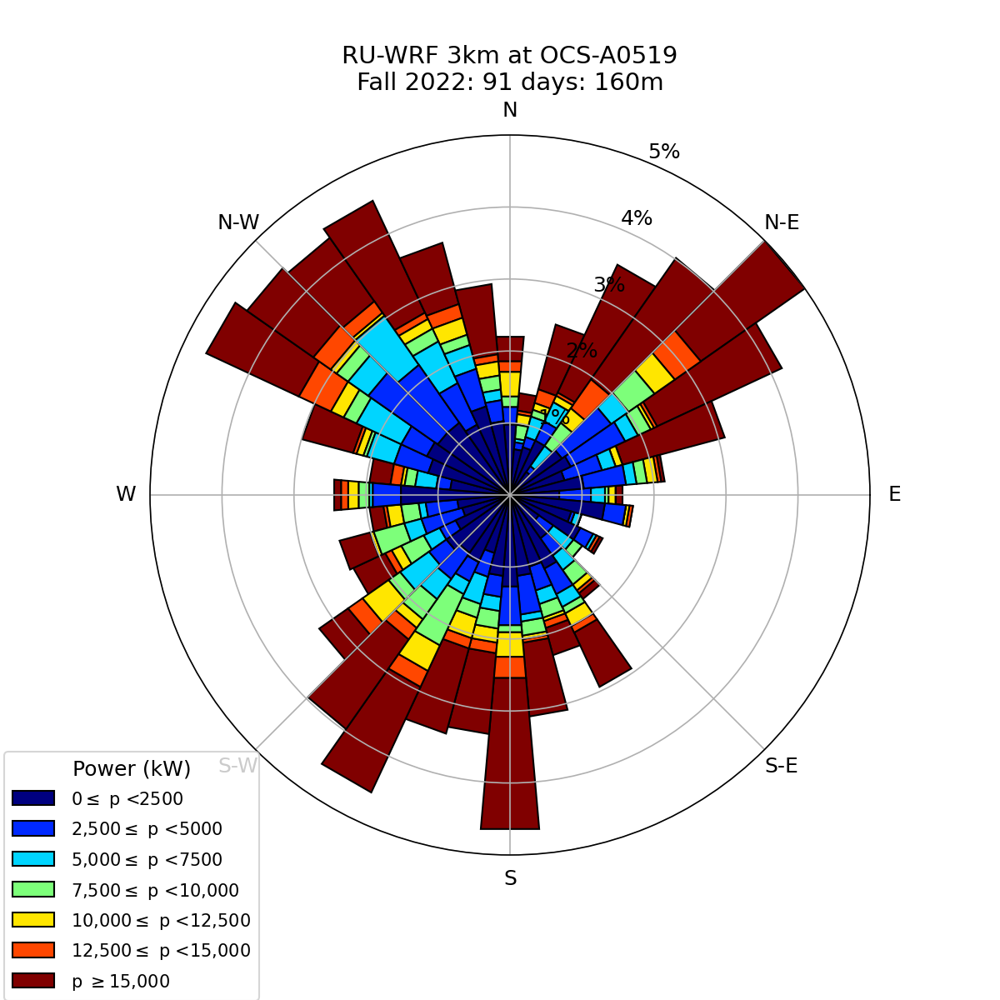 RU-WRF 3km at OCS-A0519
Fall 2022: 91 days: 160m
N
5%
N-W
4%
N-E
3%
2%
1%
W
E
S-W
S-E
S
Power (kW)
0≤ p <2500
2,500≤ p <5000
5,000≤ p <7500
7,500≤ p <10,000
10,000≤ p <12,500
12,500≤ p <15,000
p ≥15,000